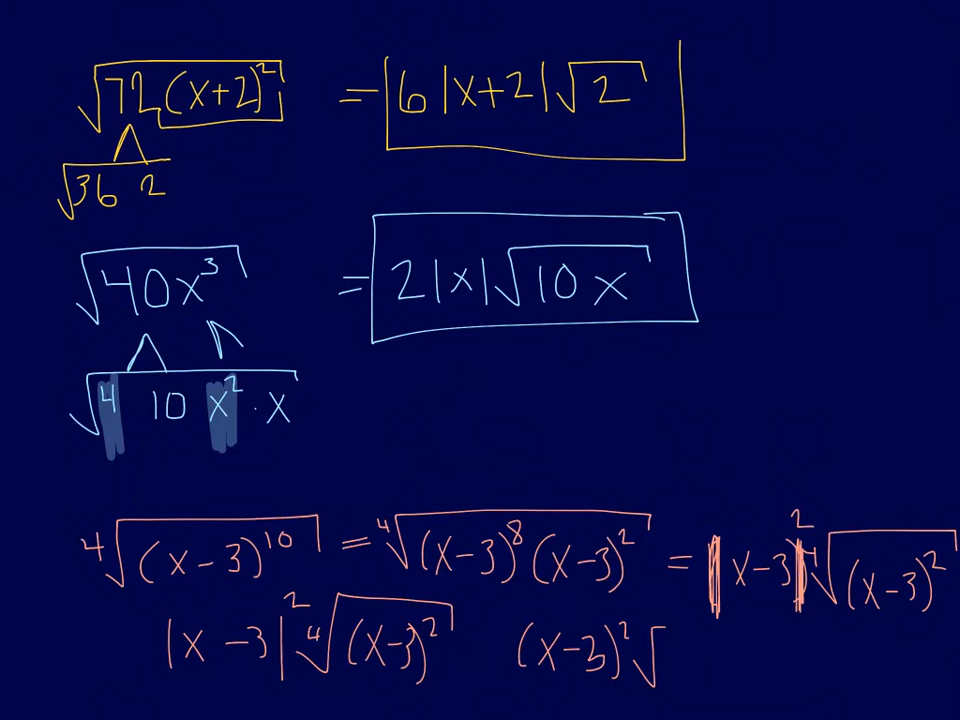 √72(x+2)² = 6|x+2|√2
√36 2
√40x³ = 2|x|√10x
√4 10 x² · x
⁴√(x-3)¹⁰ = ⁴√(x-3)⁸(x-3)² = |x-3|² ⁴√(x-3)²
|x-3|² ⁴√(x-3)² (x-3)²√